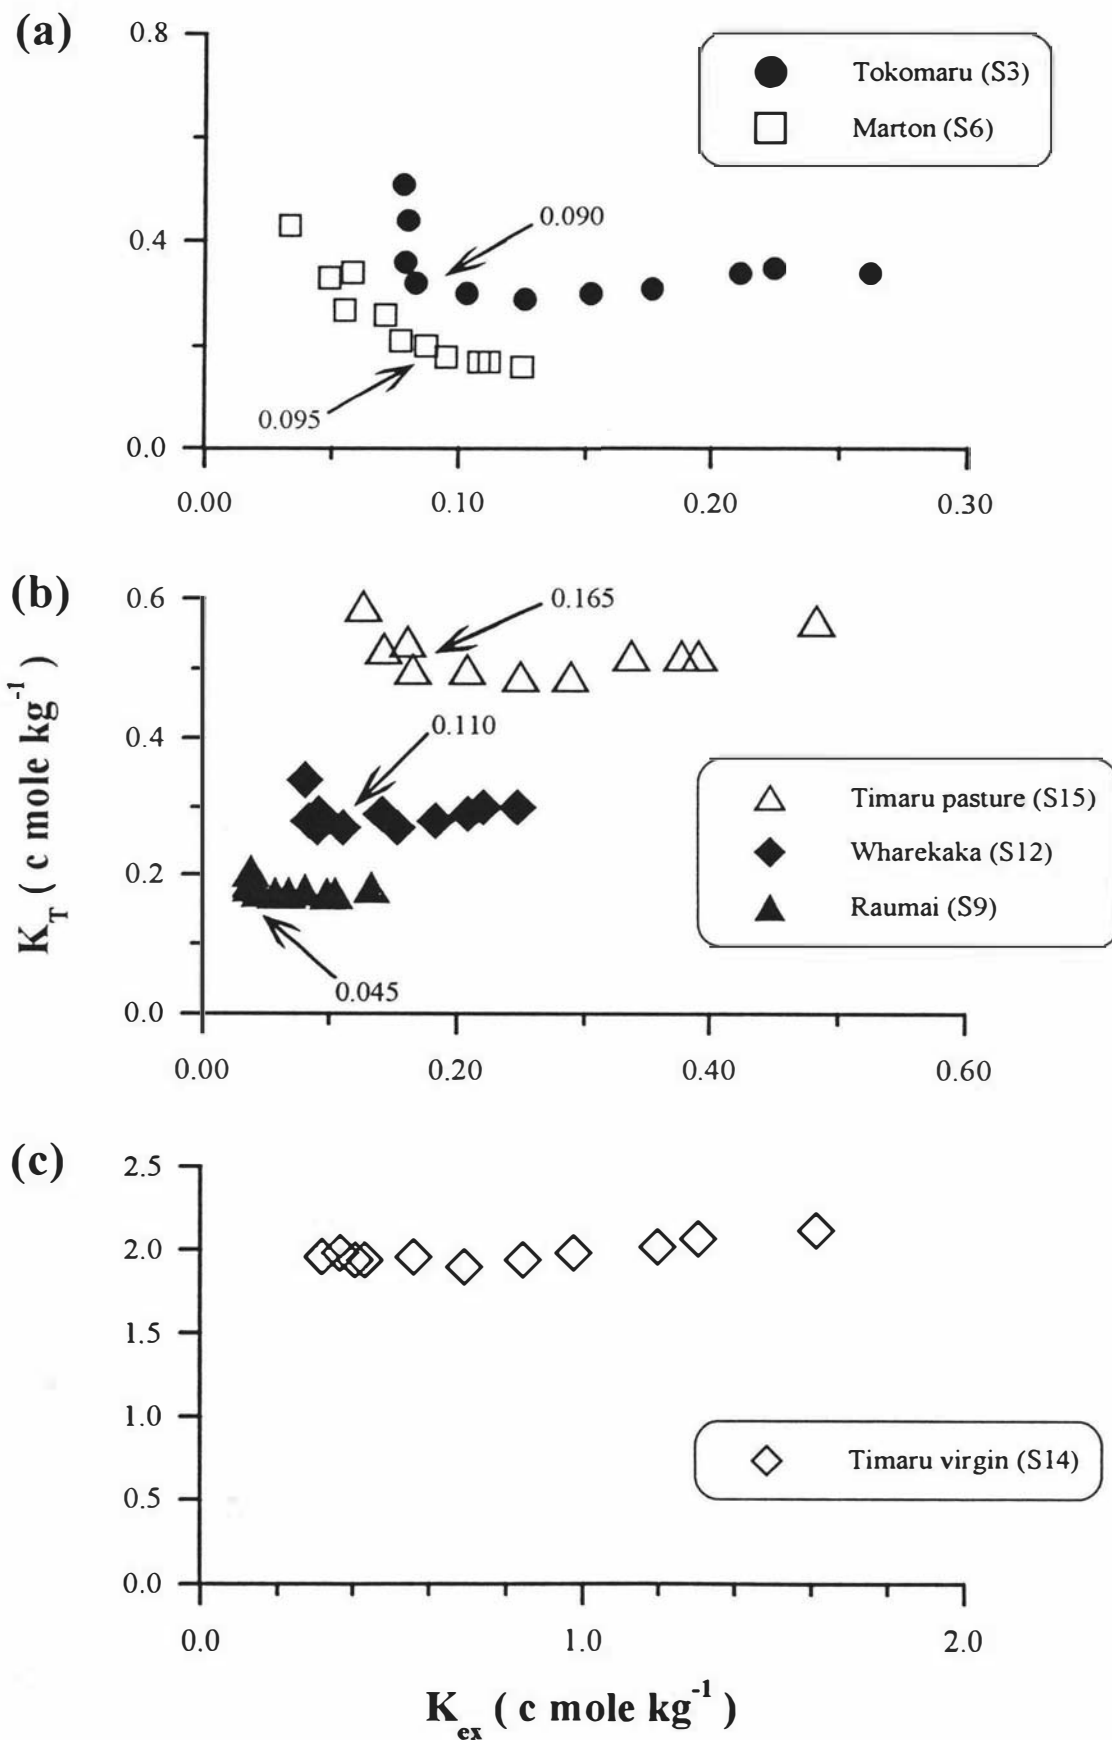 (a)
0.8
Tokomaru (S3)
Marton (S6)
0.090
0.4
0.095
0.0
0.00 0.10 0.20 0.30
(b)
0.6
0.165
0.110
0.4
Timaru pasture (S15)
Wharekaka (S12)
Raumai (S9)
0.2
0.045
0.0
0.00 0.20 0.40 0.60
K_T ( c mole kg^-1 )
(c)
2.5
2.0
1.5
1.0
Timaru virgin (S14)
0.5
0.0
0.0 1.0 2.0
K_ex ( c mole kg^-1 )